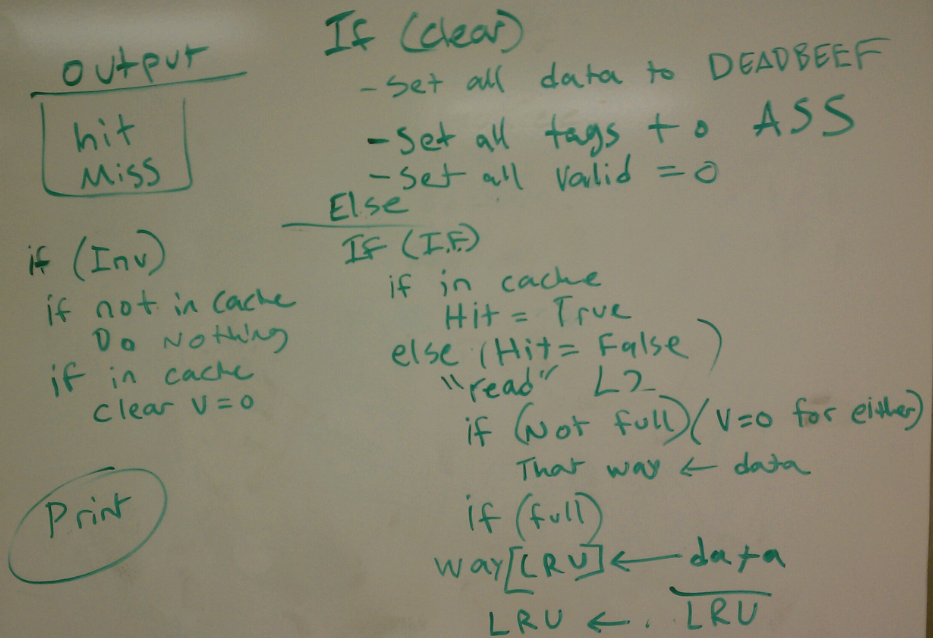 output
hit
Miss
if (Inv)
if not in cache
Do Nothing
if in cache
clear V=0
Print
If (clear)
-Set all data to DEADBEEF
-Set all tags to ASS
-Set all Valid = 0
Else
If (I.F.)
if in cache
Hit = True
else (Hit = False)
"read" L2
if (Not full) (V=0 for either)
That way ← data
if (full)
way[LRU] ← data
LRU ← . L̅R̅U̅